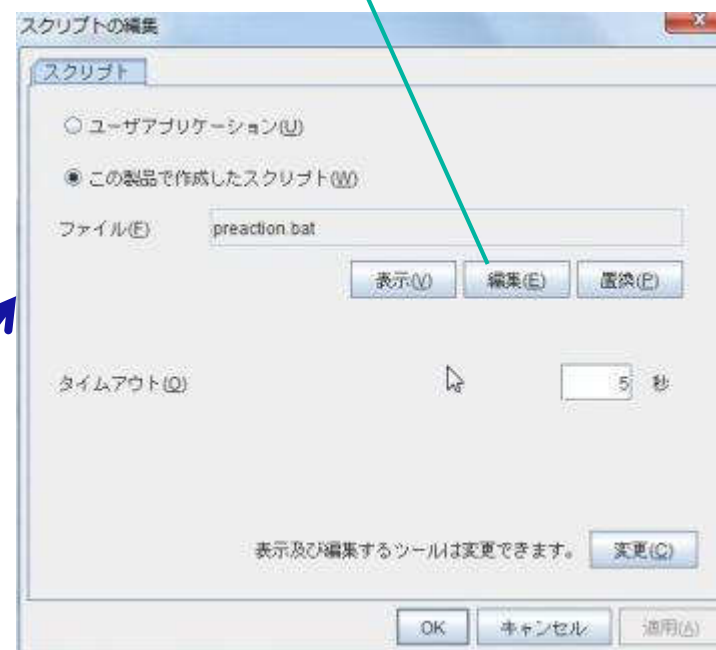 スクリプトの編集
スクリプト
ユーザアプリケーション(U)
この製品で作成したスクリプト(W)
ファイル(F) preaction.bat
表示(V) 編集(E) 置換(P)
タイムアウト(O) 5 秒
表示及び編集するツールは変更できます。 変更(C)
OK キャンセル 適用(A)